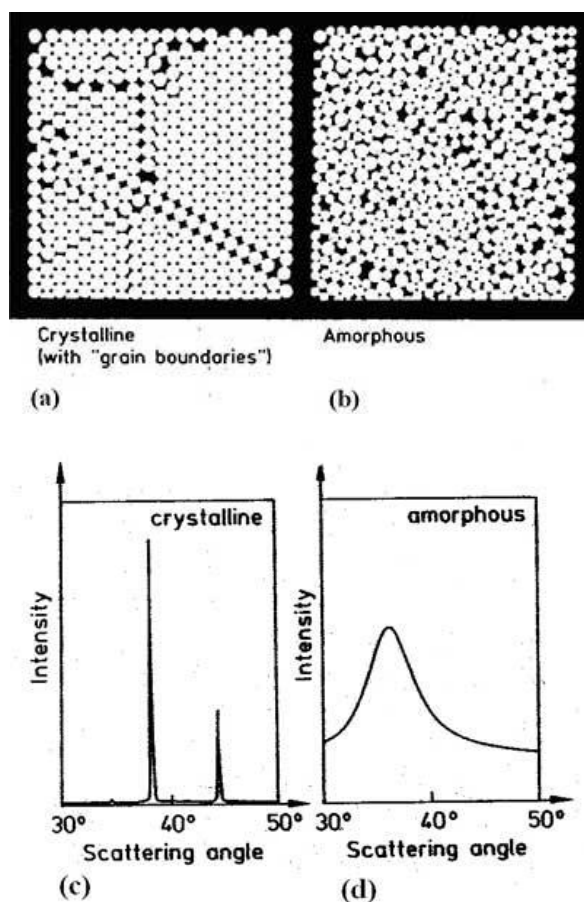 Crystalline
(with "grain boundaries")
Amorphous
(a)
(b)
crystalline
Intensity
30°
40°
50°
Scattering angle
(c)
amorphous
Intensity
30°
40°
50°
Scattering angle
(d)